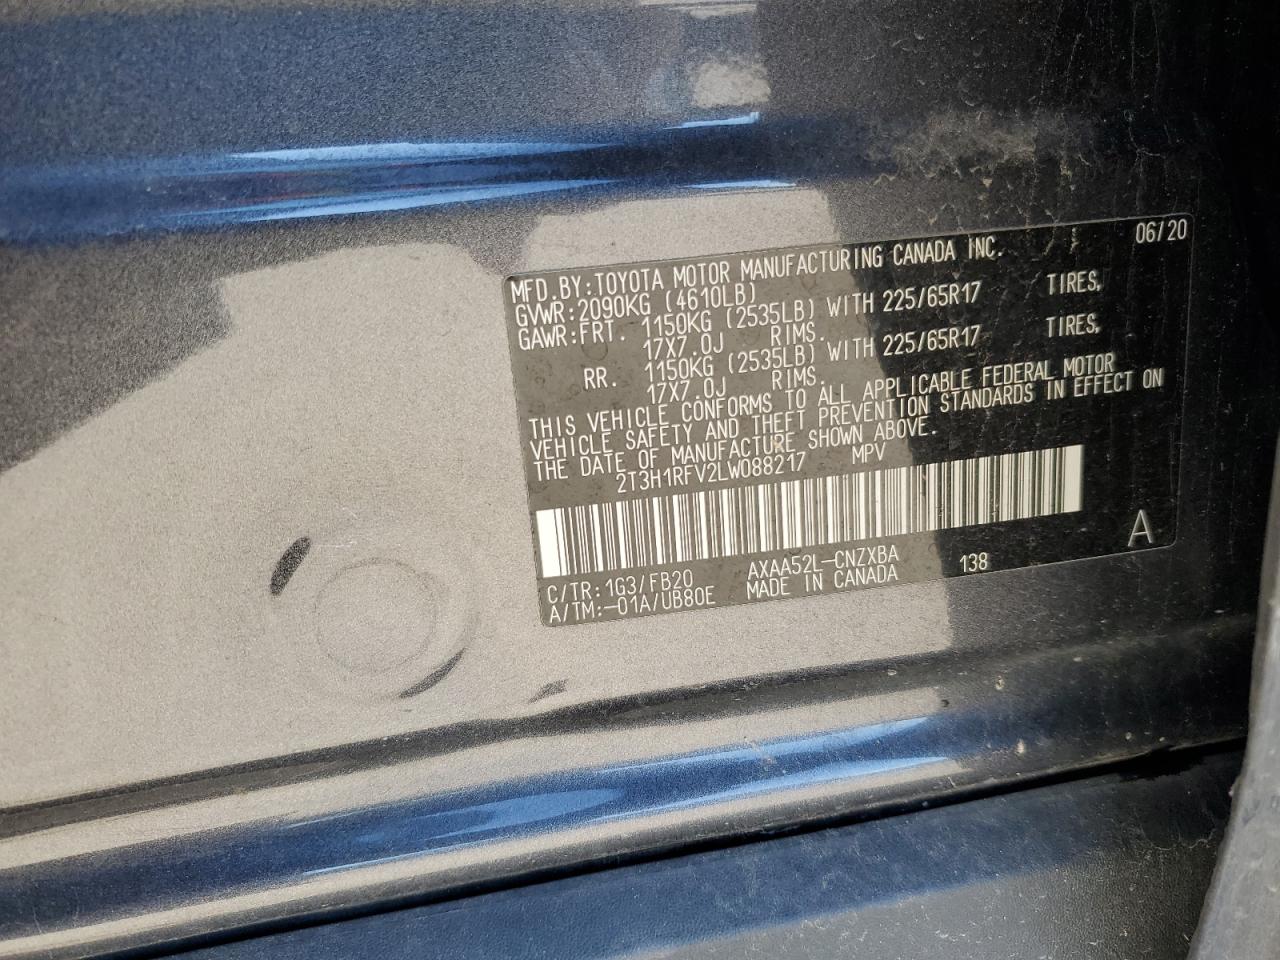 06/20
MFD.BY:TOYOTA MOTOR MANUFACTURING CANADA INC.
GVWR:2090KG (4610LB)
GAWR:FRT. 1150KG (2535LB) WITH 225/65R17 TIRES,
17X7.0J RIMS.
RR. 1150KG (2535LB) WITH 225/65R17 TIRES,
17X7.0J RIMS.
THIS VEHICLE CONFORMS TO ALL APPLICABLE FEDERAL MOTOR
VEHICLE SAFETY AND THEFT PREVENTION STANDARDS IN EFFECT ON
THE DATE OF MANUFACTURE SHOWN ABOVE.
2T3H1RFV2LW088217 MPV
C/TR:1G3/FB20 AXAA52L-CNZXBA 138 A
A/TM:-01A/UB80E MADE IN CANADA